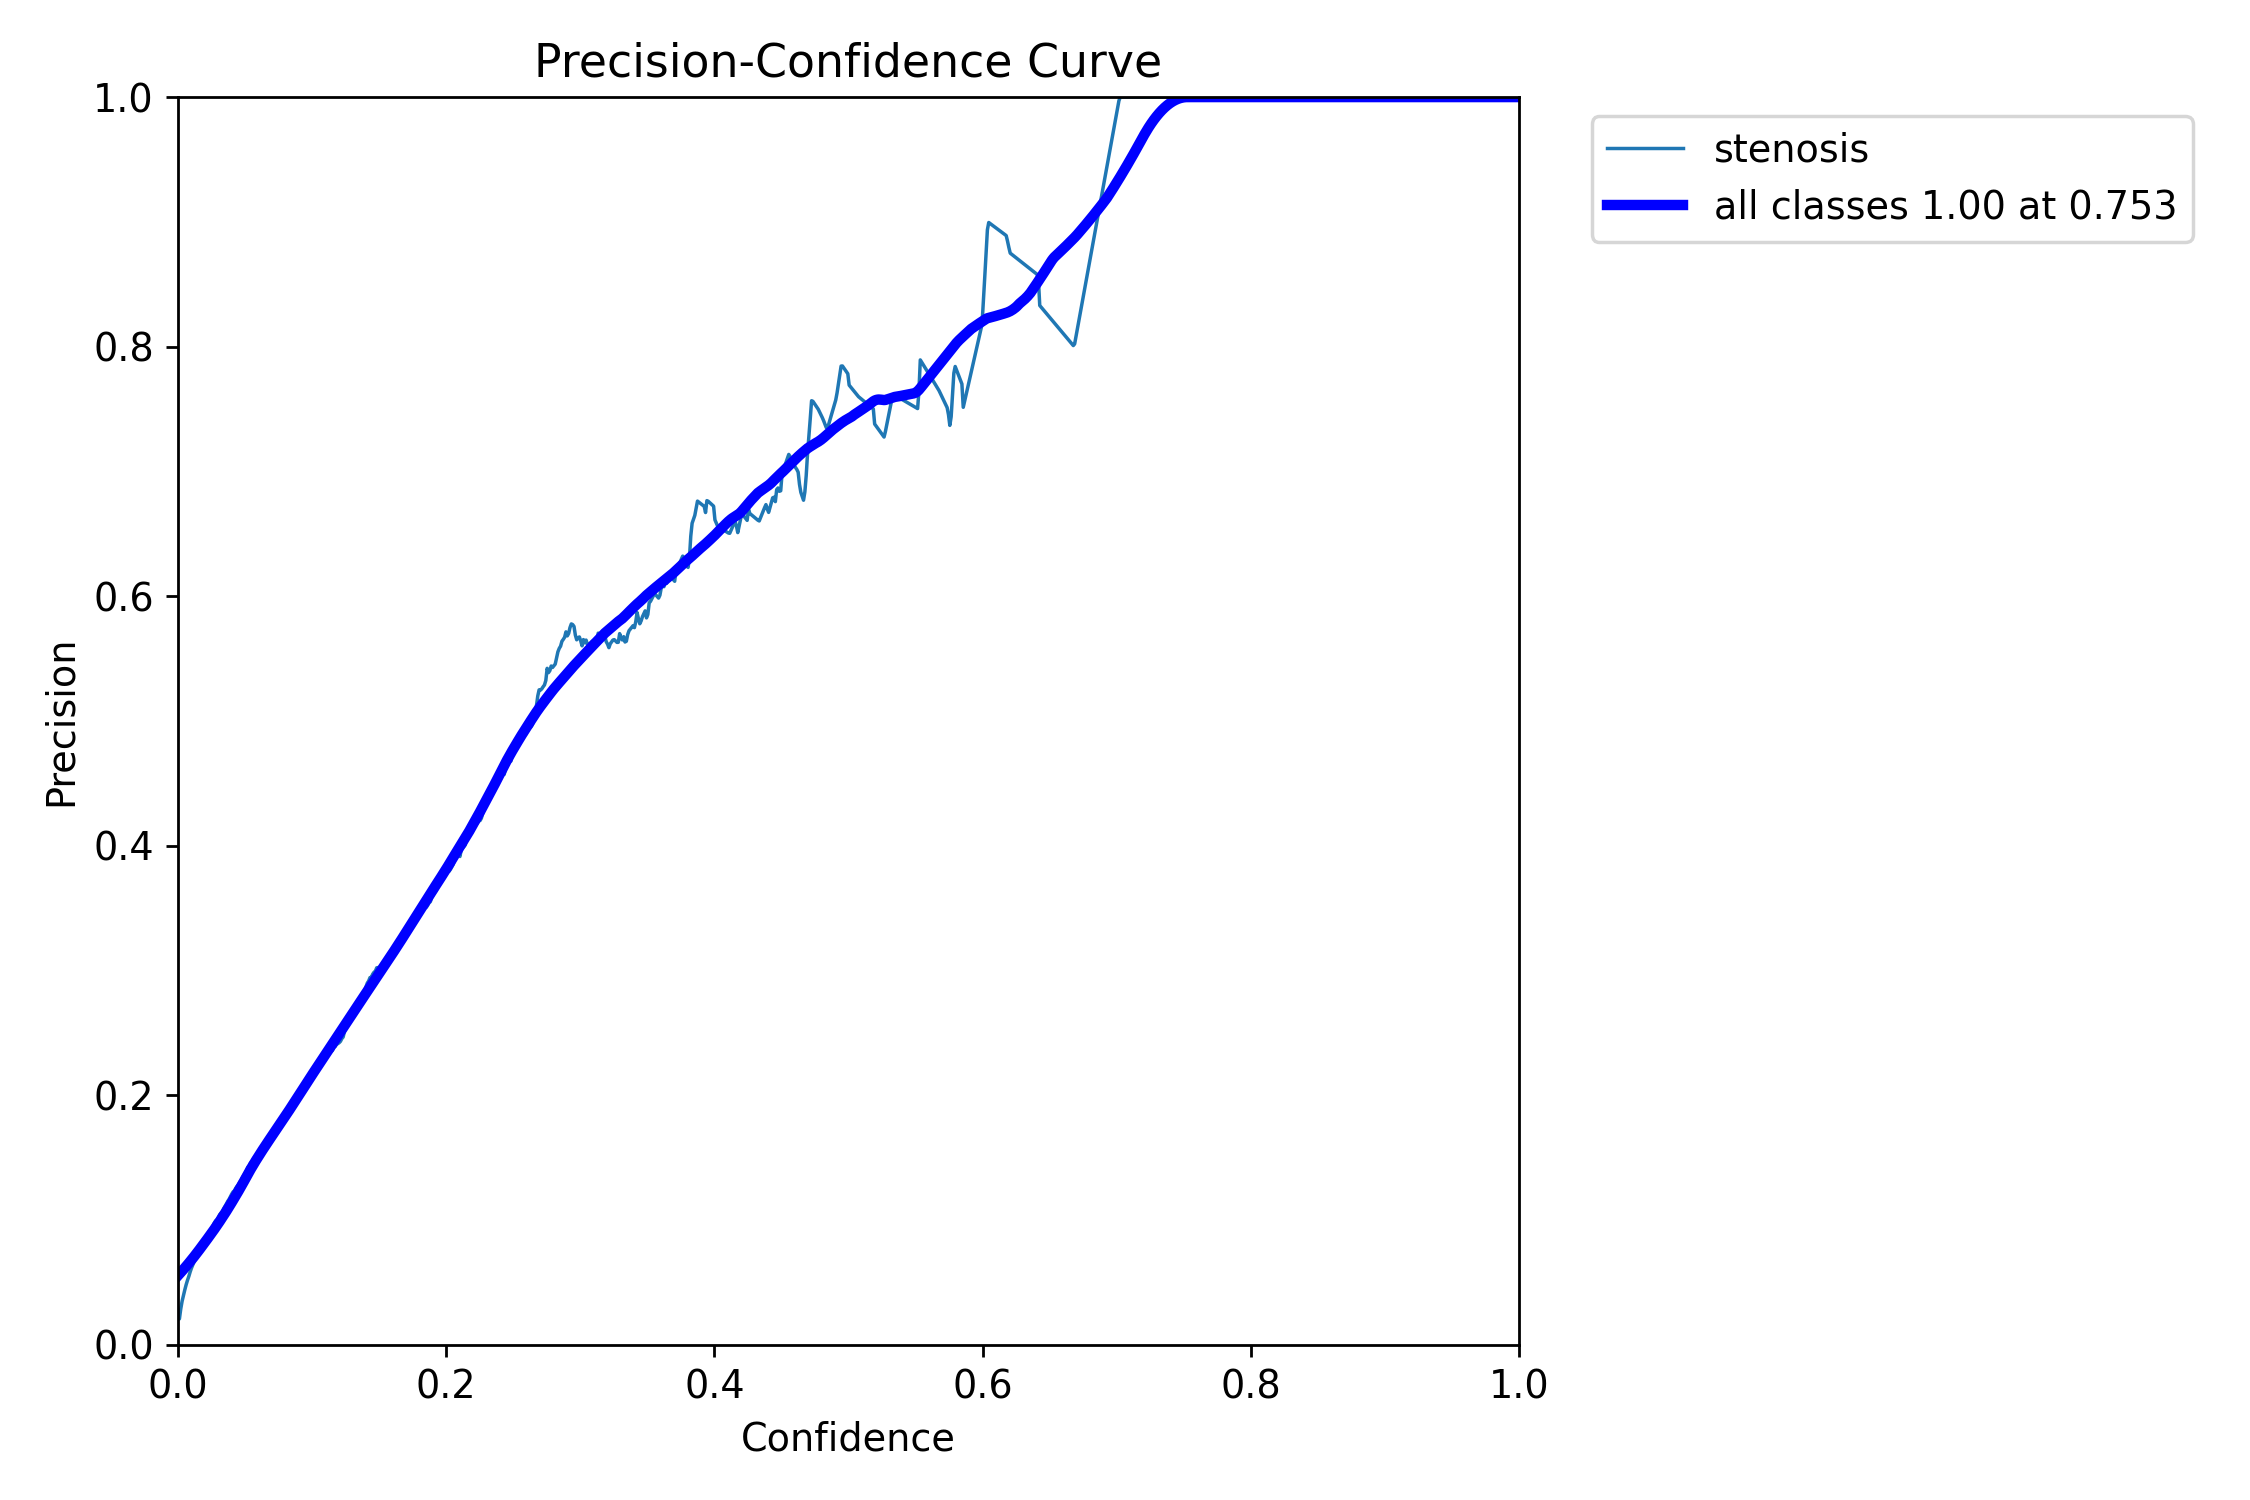 Precision-Confidence Curve
1.0
0.8
0.6
0.4
0.2
0.0
Precision
0.0 0.2 0.4 0.6 0.8 1.0
Confidence
stenosis
all classes 1.00 at 0.753